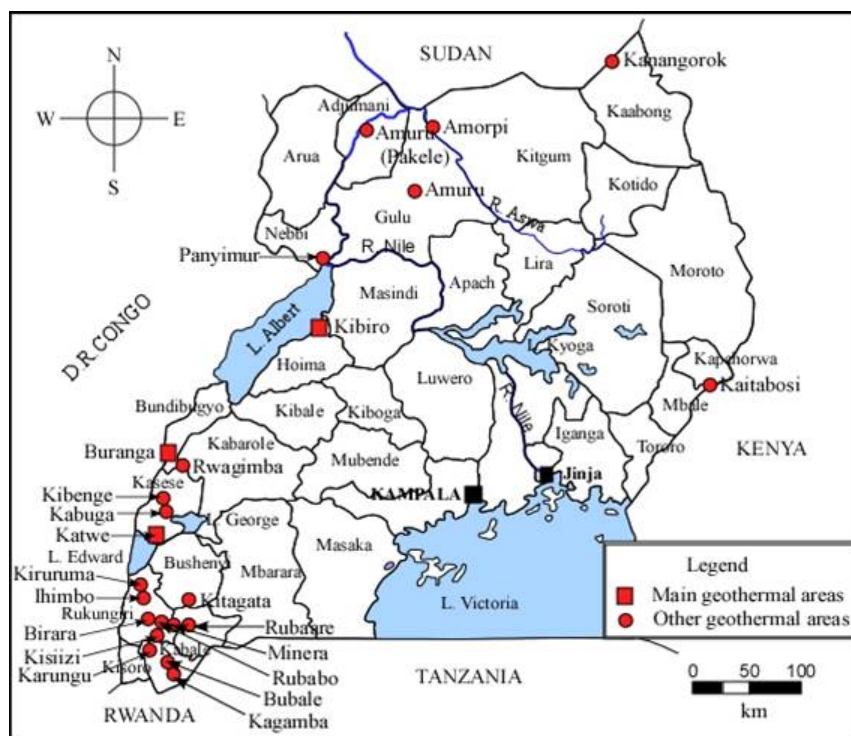 SUDAN
N
W
E
S
Kanangorok
Kaabong
Adjumani
Amuru
(Pakele)
Amorpi
Arua
Kitgum
Kotido
Amuru
Gulu
R. Aswa
Nebbi
R. Nile
Panyimur
Lira
Apach
Moroto
Masindi
Soroti
D.R. CONGO
L. Albert
Kibiro
L. Kyoga
Hoima
Kapchorwa
Luwero
Kaitabosi
Bundibugyo
Kibale
Kiboga
R. Nile
Mbale
Iganga
Buranga
Kabarole
Rwagimba
Mubende
Tororo
KENYA
Kasese
Jinja
Kibenge
KAMPALA
Kabuga
L. George
Katwe
L. Edward
Bushenyi
Masaka
Mbarara
Kiruruma
Ihimbo
Kitagata
L. Victoria
Rukungiri
Birara
Rubaare
Kisiizi
Kabale
Minera
Karungu
Kisoro
Rubabo
Bubale
Kagamba
RWANDA
TANZANIA
Legend
Main geothermal areas
Other geothermal areas
0 50 100
km